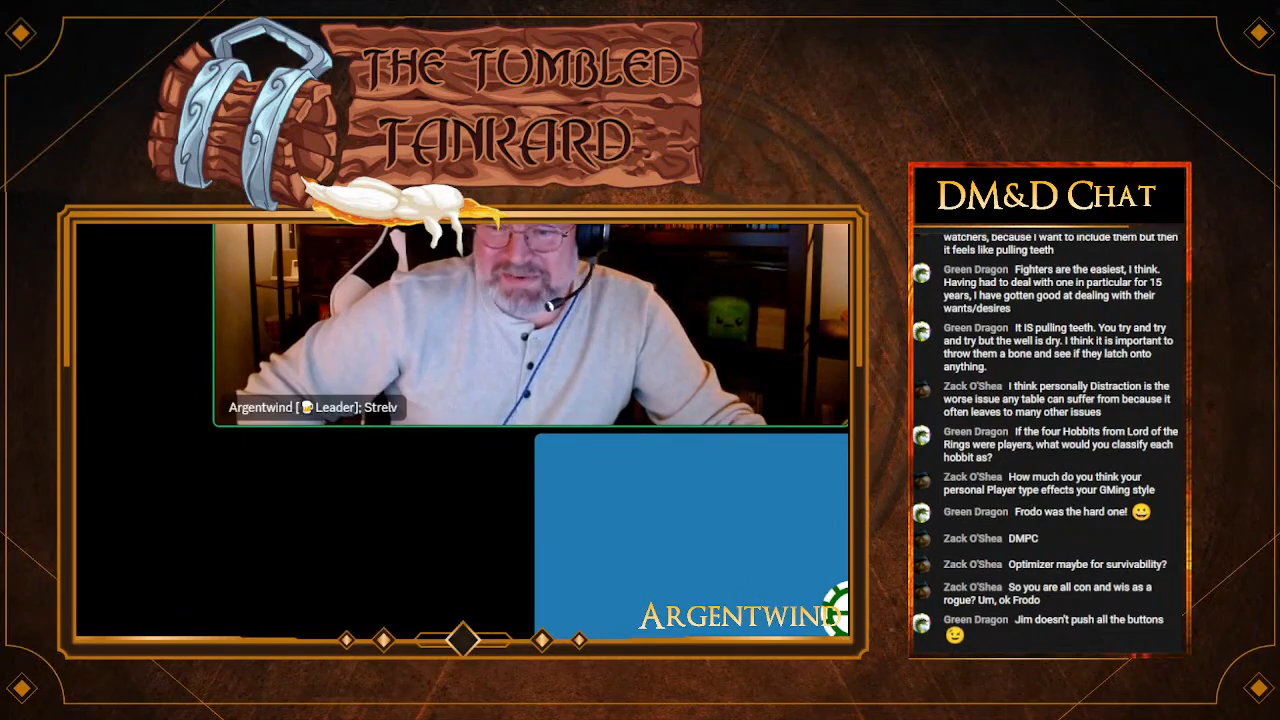 THE TUMBLED
TANKARD
DM&D CHAT
watchers, because I want to include them but then
it feels like pulling teeth
Green Dragon Fighters are the easiest, I think.
Having had to deal with one in particular for 15
years, I have gotten good at dealing with their
wants/desires
Green Dragon It IS pulling teeth. You try and try
and try but the well is dry. I think it is important to
throw them a bone and see if they latch onto
anything.
Zack O'Shea I think personally Distraction is the
worse issue any table can suffer from because it
often leaves to many other issues
Green Dragon If the four Hobbits from Lord of the
Rings were players, what would you classify each
hobbit as?
Zack O'Shea How much do you think your
personal Player type effects your GMing style
Green Dragon Frodo was the hard one! 😀
Zack O'Shea DMPC
Zack O'Shea Optimizer maybe for survivability?
Zack O'Shea So you are all con and wis as a
rogue? Um, ok Frodo
Green Dragon Jim doesn't push all the buttons
😉
Argentwind [🍺Leader]; Strelv
ARGENTWIND